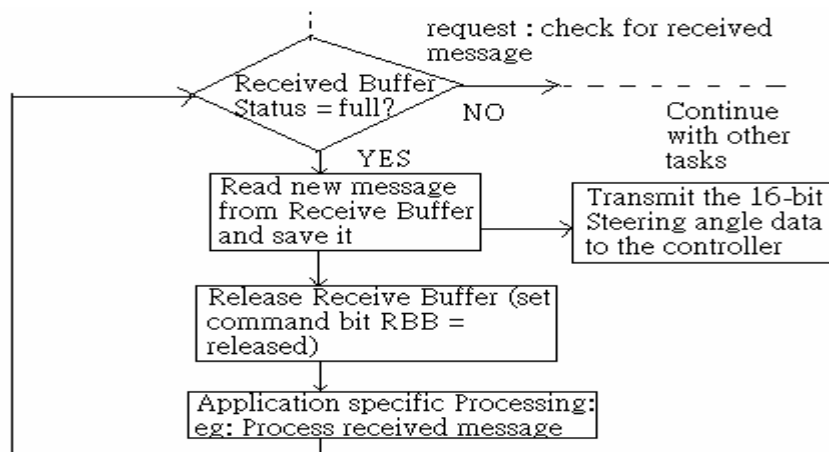 request : check for received
message
Received Buffer
Status = full?
NO
Continue
with other
tasks
YES
Read new message
from Receive Buffer
and save it
Transmit the 16-bit
Steering angle data
to the controller
Release Receive Buffer (set
command bit RBB =
released)
Application specific Processing:
eg: Process received message